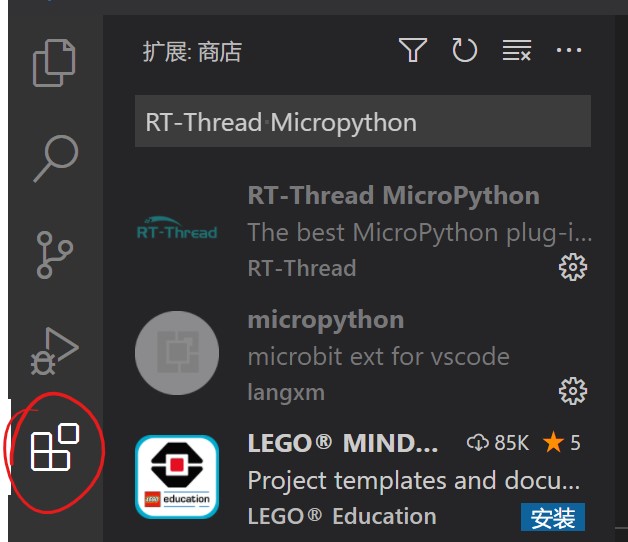 扩展: 商店
RT-Thread Micropython
RT-Thread MicroPython
RT-Thread
The best MicroPython plug-i...
RT-Thread
micropython
microbit ext for vscode
langxm
LEGO® MIND... 85K 5
Project templates and docu...
LEGO education
LEGO® Education
安装